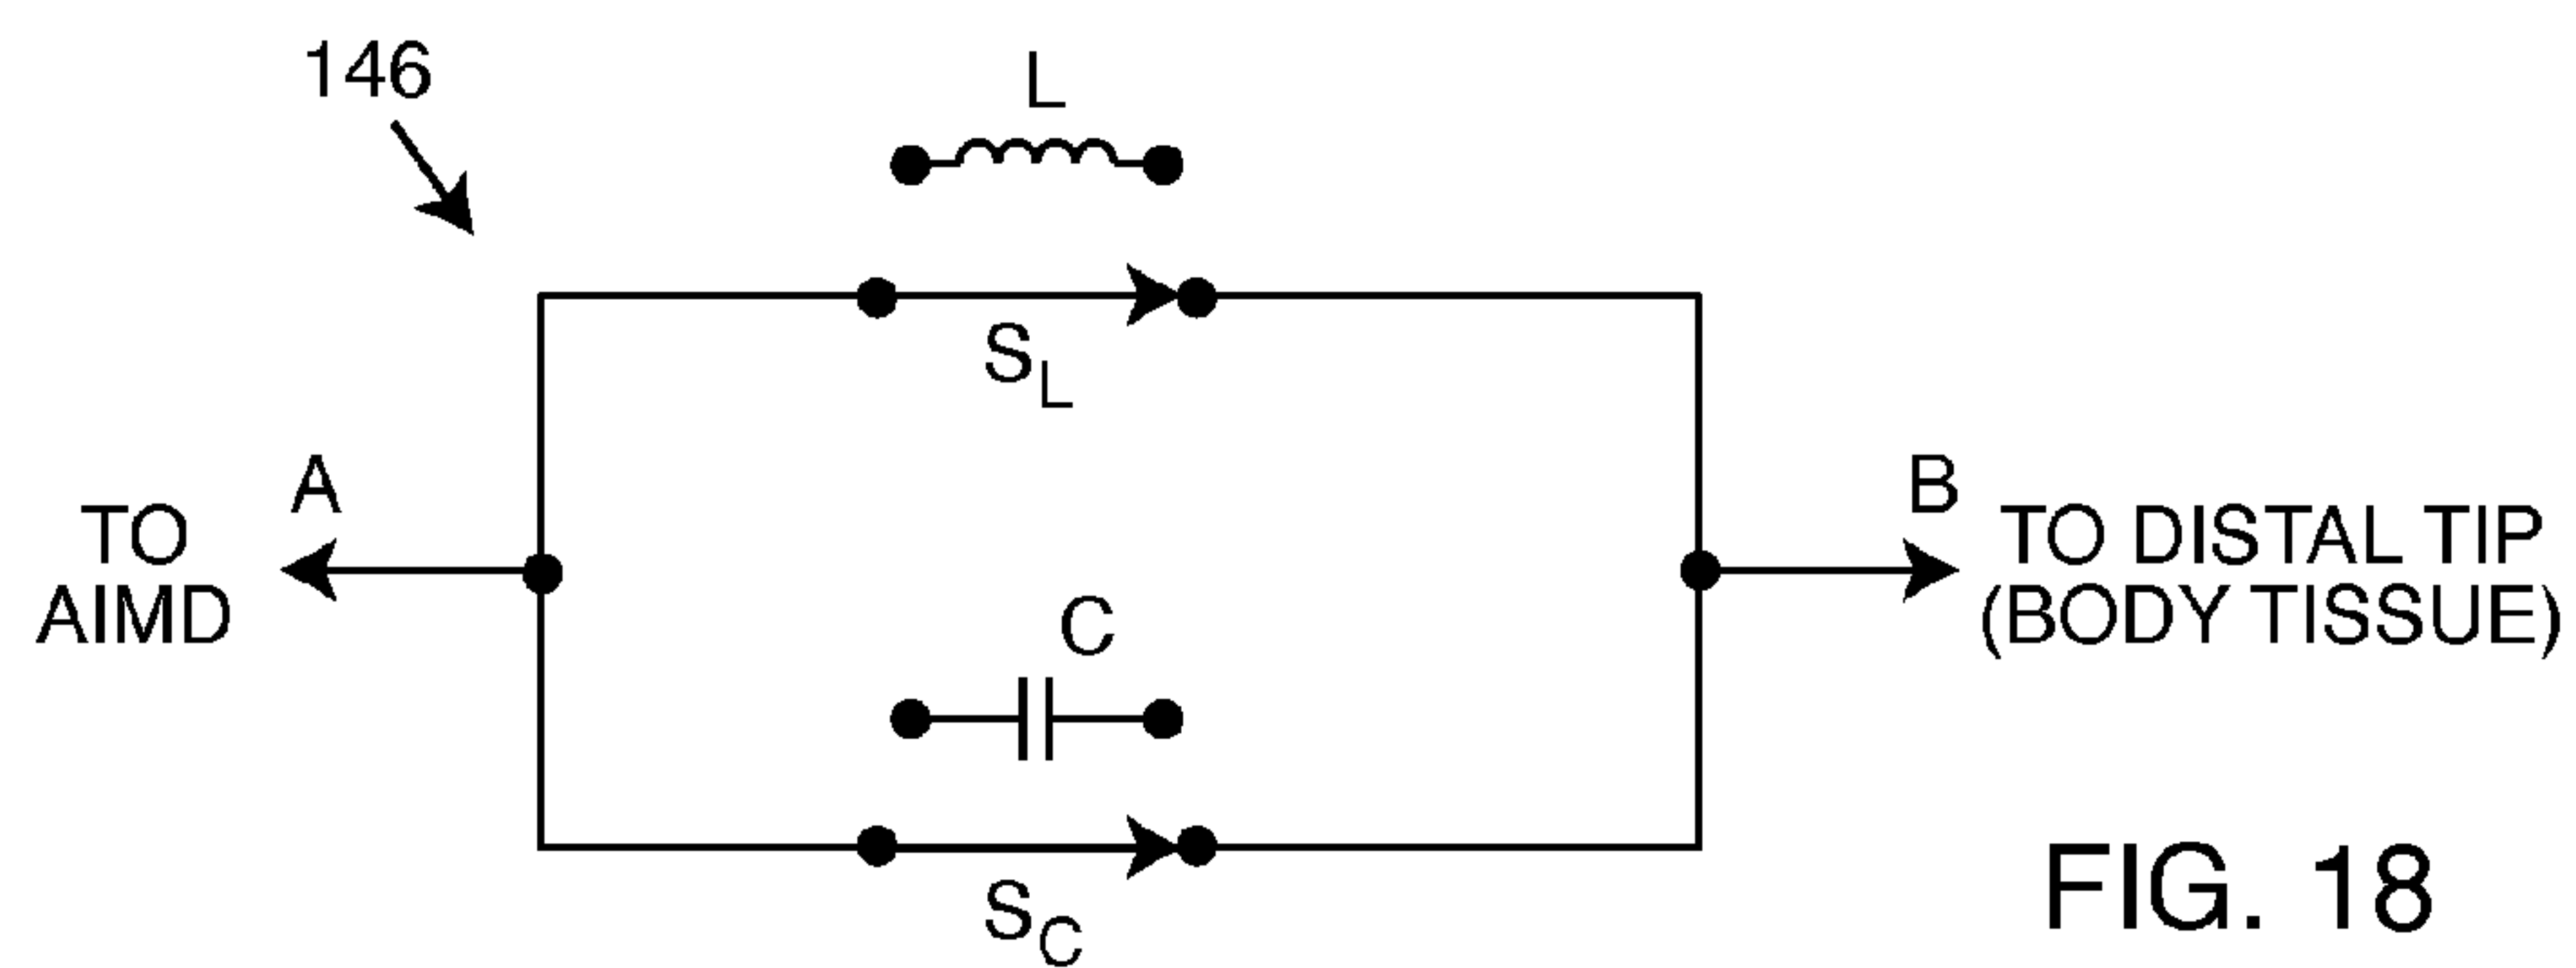 146
L
S_L
A
TO
AIMD
B
TO DISTAL TIP
(BODY TISSUE)
C
S_C
FIG. 18